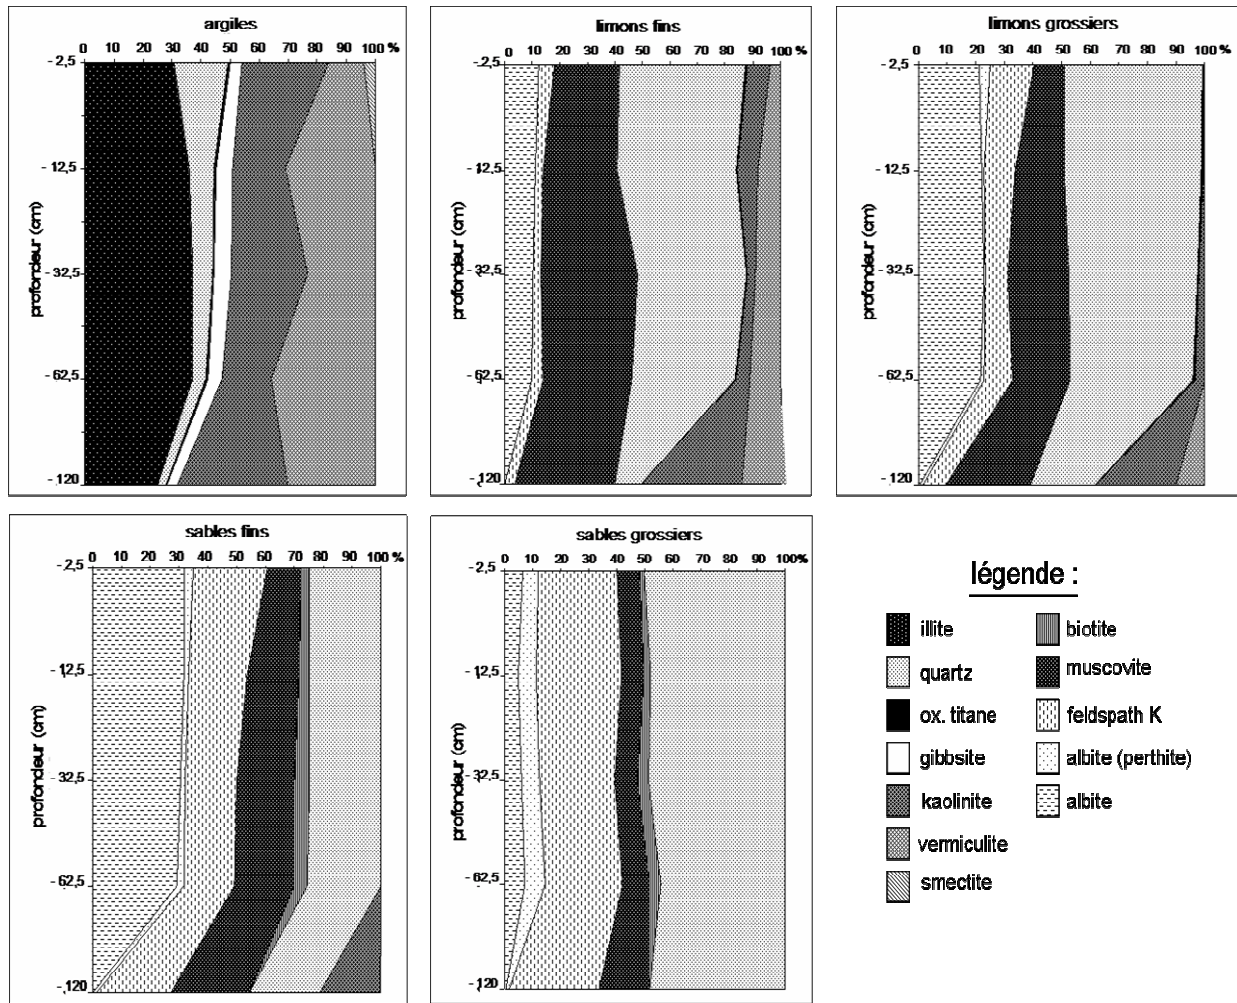 argiles
0 10 20 30 40 50 60 70 80 90 100 %
- 2,5
- 12,5
- 32,5
- 62,5
- 120
profondeur (cm)
limons fins
0 10 20 30 40 50 60 70 80 90 100 %
- 2,5
- 12,5
- 32,5
- 62,5
- 120
profondeur (cm)
limons grossiers
0 10 20 30 40 50 60 70 80 90 100 %
- 2,5
- 12,5
- 32,5
- 62,5
- 120
profondeur (cm)
sables fins
0 10 20 30 40 50 60 70 80 90 100 %
- 2,5
- 12,5
- 32,5
- 62,5
- 120
profondeur (cm)
sables grossiers
0 10 20 30 40 50 60 70 80 90 100%
- 2,5
- 12,5
- 32,5
- 62,5
- 120
profondeur (cm)
légende :
illite
quartz
ox. titane
gibbsite
kaolinite
vermiculite
smectite
biotite
muscovite
feldspath K
albite (perthite)
albite